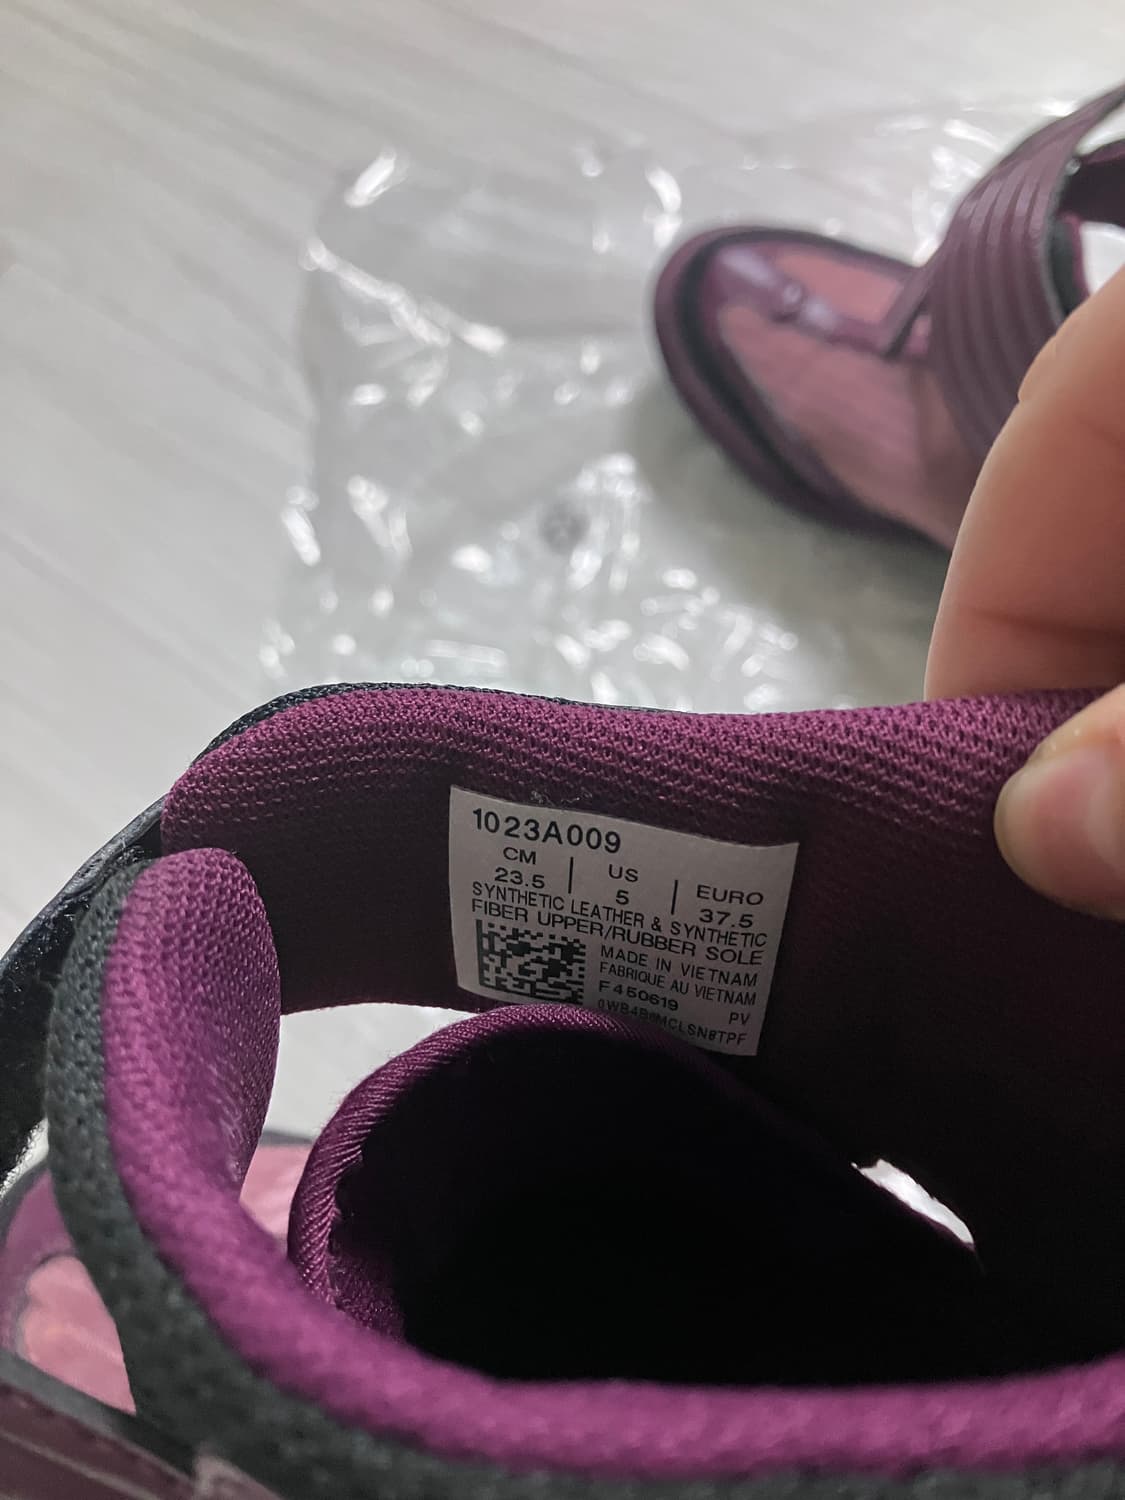 1023A009
CM | US | EURO
23.5 | 5 | 37.5
SYNTHETIC LEATHER & SYNTHETIC
FIBER UPPER/RUBBER SOLE
MADE IN VIETNAM
FABRIQUE AU VIETNAM
F450619 PV